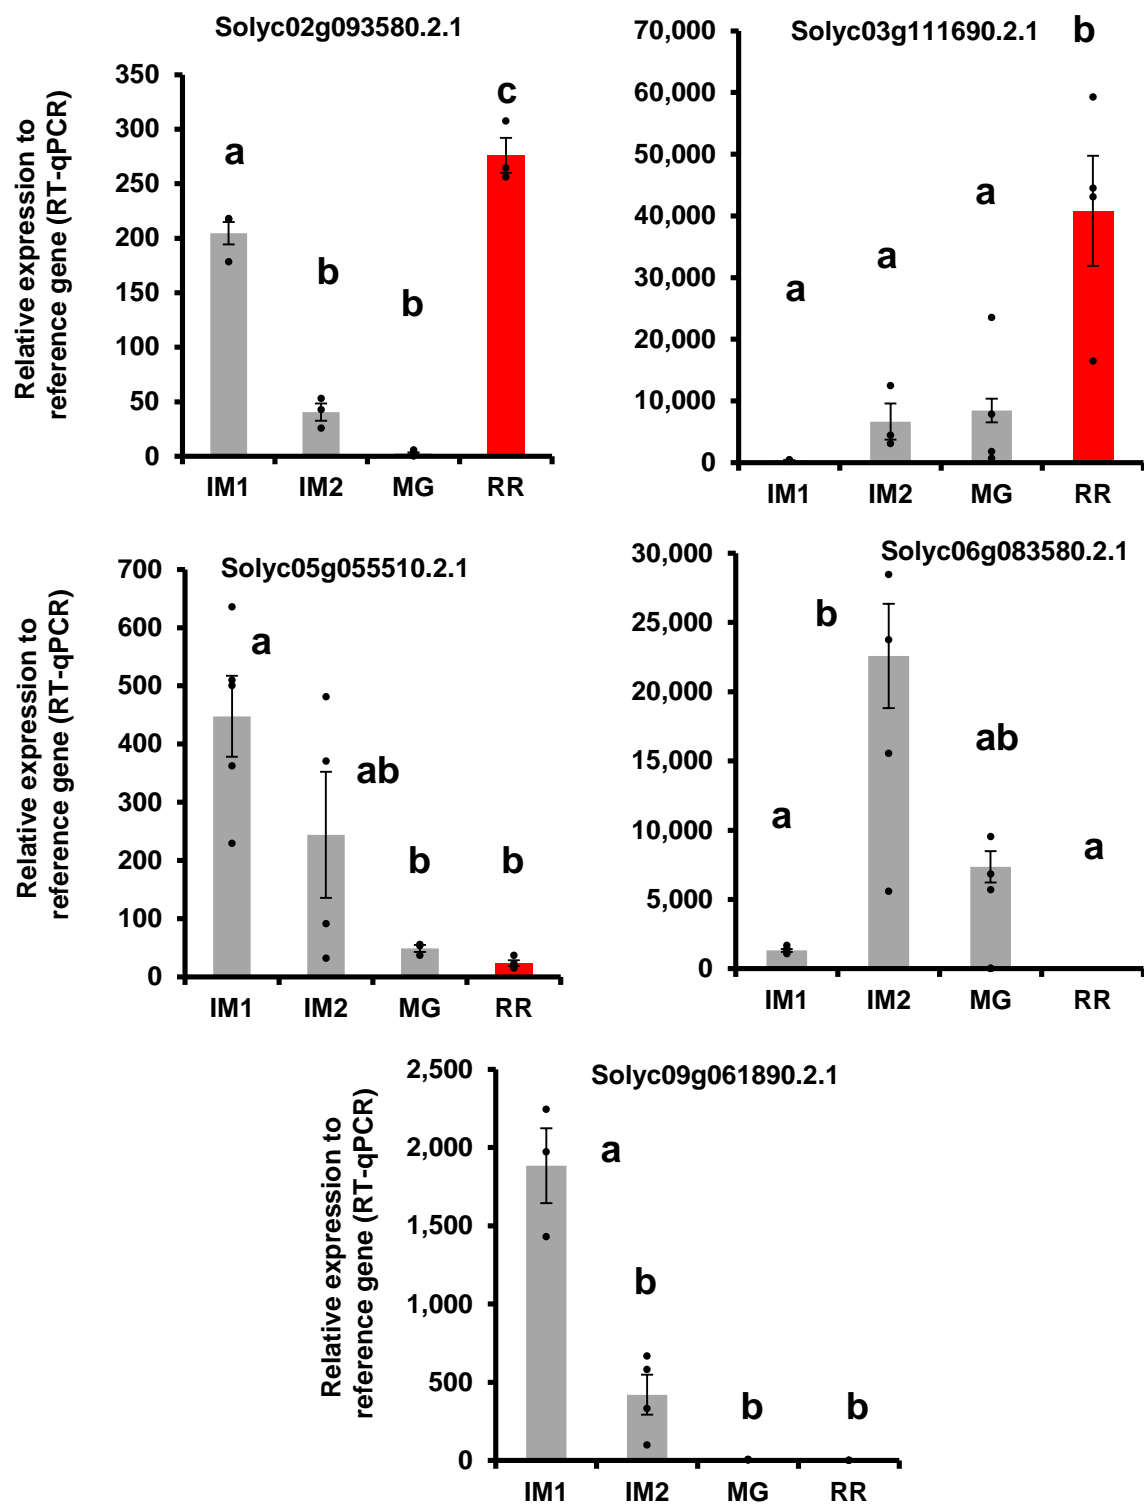 Solyc02g093580.2.1
Relative expression to
reference gene (RT-qPCR)
350
300
250
200
150
100
50
0
a
b
b
c
IM1 IM2 MG RR
Solyc03g111690.2.1
70,000
60,000
50,000
40,000
30,000
20,000
10,000
0
a
a
a
b
IM1 IM2 MG RR
Solyc05g055510.2.1
Relative expression to
reference gene (RT-qPCR)
700
600
500
400
300
200
100
0
a
ab
b
b
IM1 IM2 MG RR
Solyc06g083580.2.1
30,000
25,000
20,000
15,000
10,000
5,000
0
a
b
ab
a
IM1 IM2 MG RR
Solyc09g061890.2.1
Relative expression to
reference gene (RT-qPCR)
2,500
2,000
1,500
1,000
500
0
a
b
b
b
IM1 IM2 MG RR